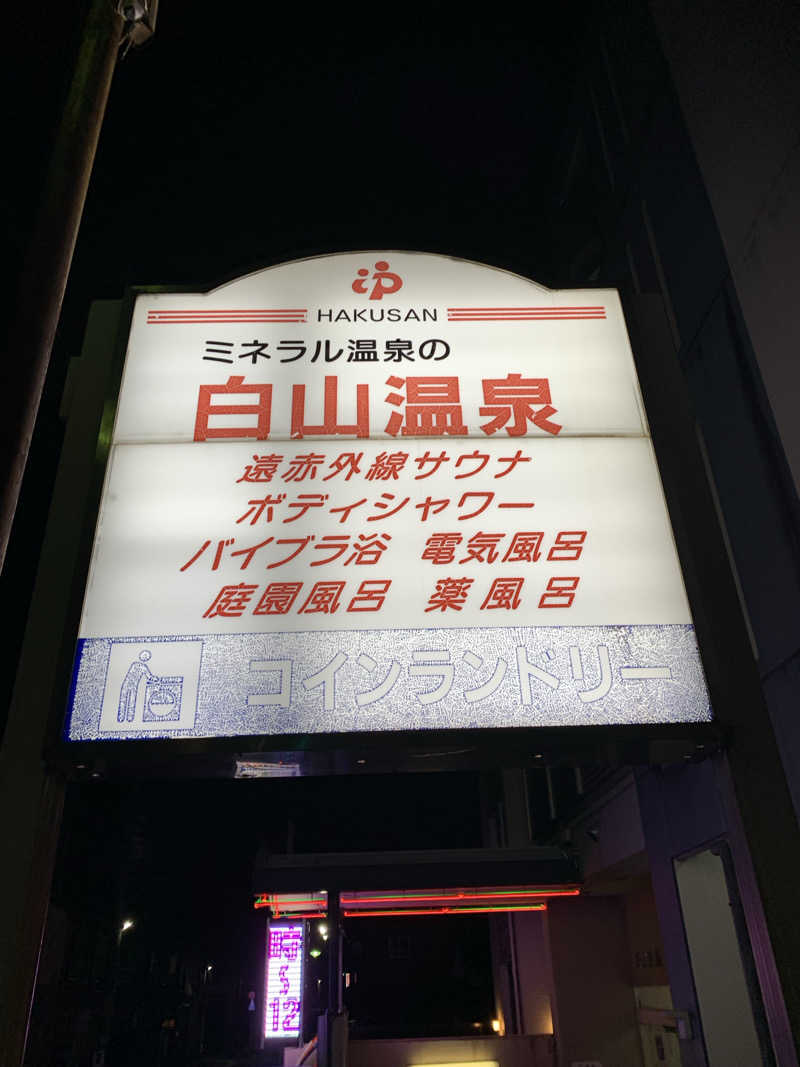 HAKUSAN
ミネラル温泉の
白山温泉
遠赤外線サウナ
ボディシャワー
バイブラ浴 電気風呂
庭園風呂 薬風呂
コインランドリー
時〜12